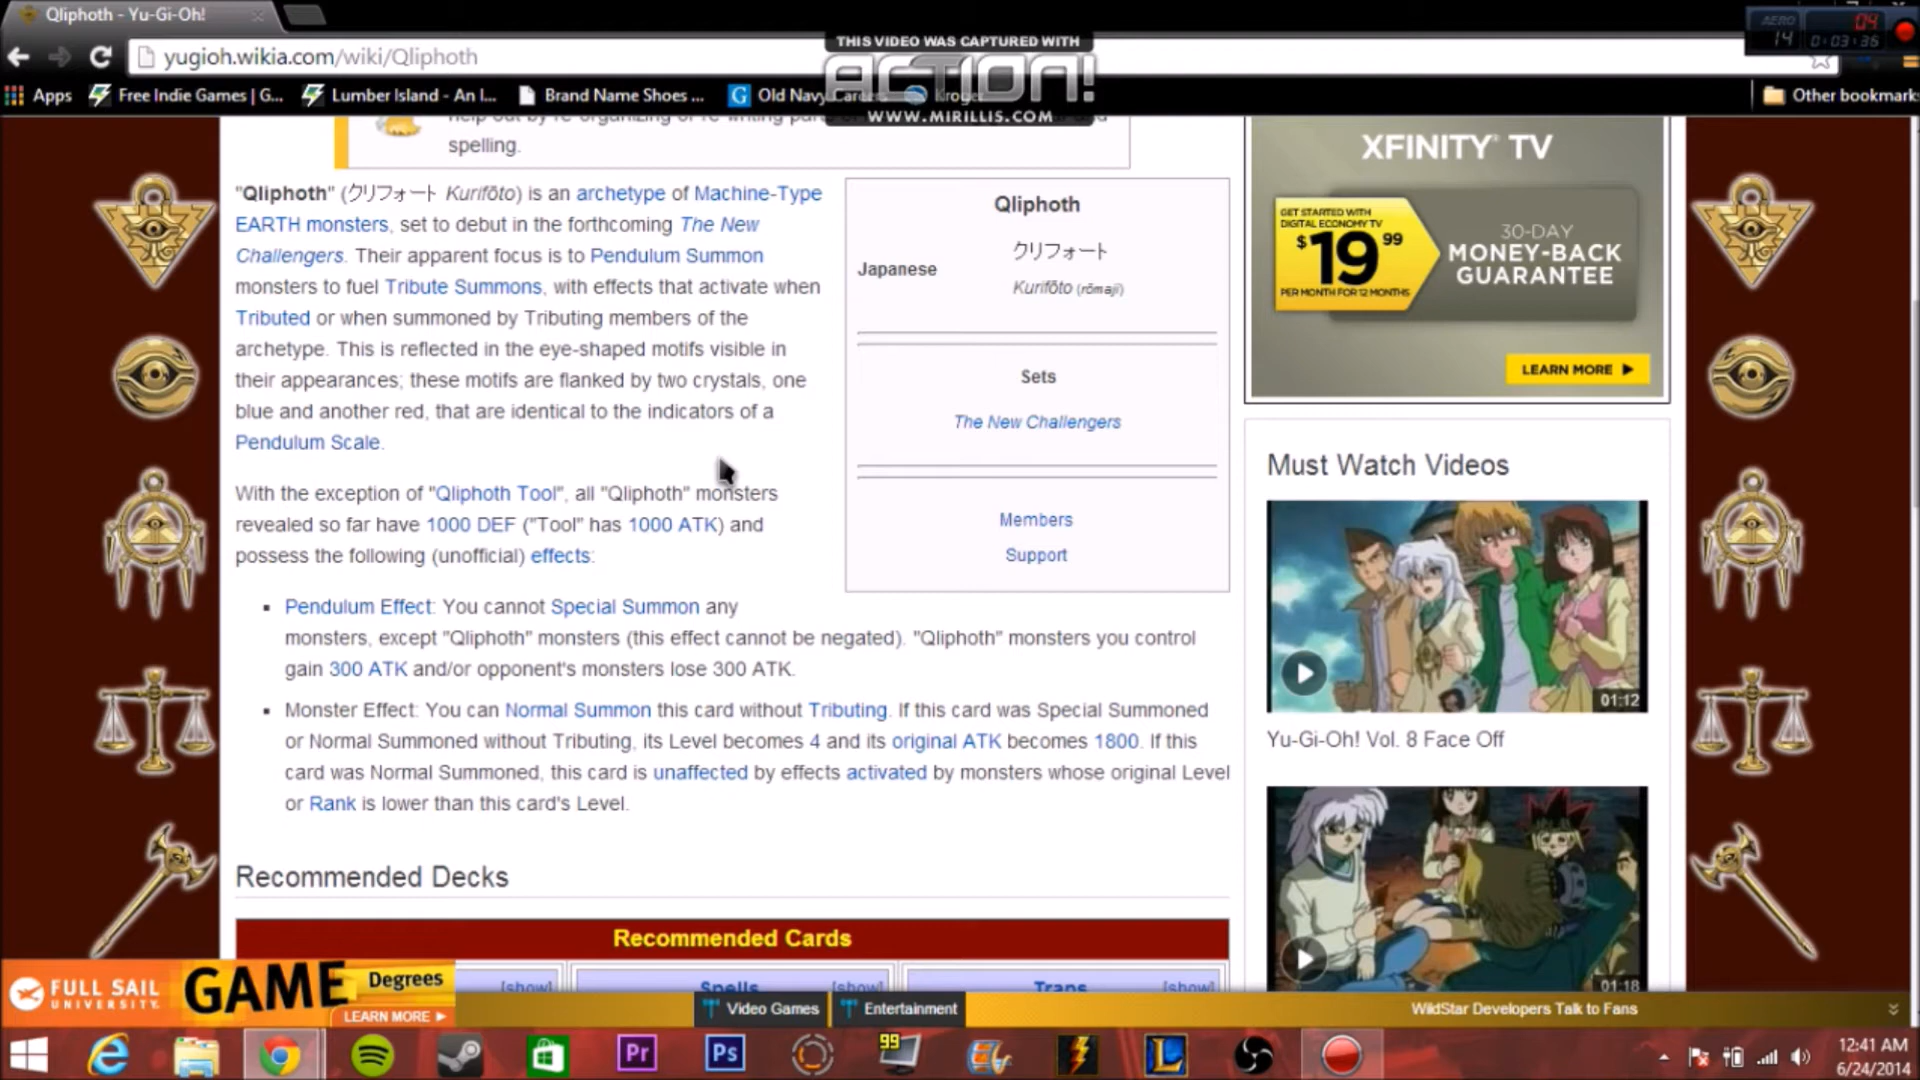 Qliphoth - Yu-Gi-Oh!
AERO
14
04
0:03:36
yugioh.wikia.com/wiki/Qliphoth
THIS VIDEO WAS CAPTURED WITH
ACTION!
WWW.MIRILLIS.COM
Apps
Free Indie Games | G...
Lumber Island - An I...
Brand Name Shoes ...
Old Navy Careers
Kroger
Other bookmarks
spelling.
"Qliphoth" (クリフォート Kurifōto) is an archetype of Machine-Type
EARTH monsters, set to debut in the forthcoming The New
Challengers. Their apparent focus is to Pendulum Summon
monsters to fuel Tribute Summons, with effects that activate when
Tributed or when summoned by Tributing members of the
archetype. This is reflected in the eye-shaped motifs visible in
their appearances; these motifs are flanked by two crystals, one
blue and another red, that are identical to the indicators of a
Pendulum Scale.
With the exception of "Qliphoth Tool", all "Qliphoth" monsters
revealed so far have 1000 DEF ("Tool" has 1000 ATK) and
possess the following (unofficial) effects:
Pendulum Effect: You cannot Special Summon any
monsters, except "Qliphoth" monsters (this effect cannot be negated). "Qliphoth" monsters you control
gain 300 ATK and/or opponent's monsters lose 300 ATK.
Monster Effect: You can Normal Summon this card without Tributing. If this card was Special Summoned
or Normal Summoned without Tributing, its Level becomes 4 and its original ATK becomes 1800. If this
card was Normal Summoned, this card is unaffected by effects activated by monsters whose original Level
or Rank is lower than this card's Level.
Recommended Decks
Recommended Cards
[show]
Spells
[show]
Traps
[show]
Qliphoth
Japanese
クリフォート
Kurifōto (rōmaji)
Sets
The New Challengers
Members
Support
XFINITY TV
GET STARTED WITH
DIGITAL ECONOMY TV
$19 99
PER MONTH FOR 12 MONTHS
30-DAY
MONEY-BACK
GUARANTEE
LEARN MORE
Must Watch Videos
01:12
Yu-Gi-Oh! Vol. 8 Face Off
01:18
FULL SAIL
UNIVERSITY.
GAME
Degrees
LEARN MORE
Video Games
Entertainment
WildStar Developers Talk to Fans
Pr
Ps
99
L
12:41 AM
6/24/2014